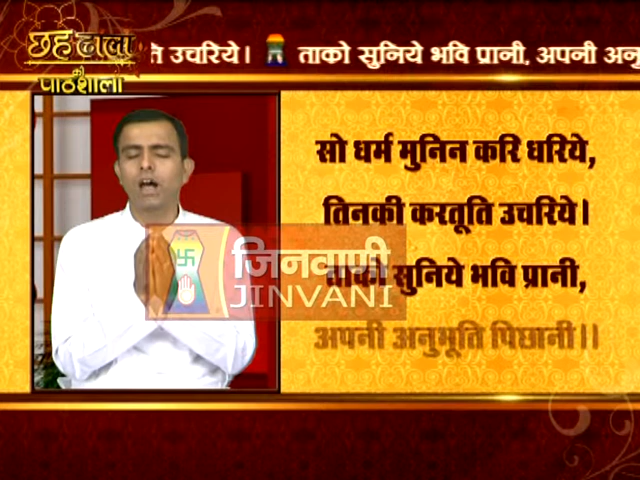 छहढाला
की
पाठशाला
ति उचरिये। ताको सुनिये भवि प्रानी, अपनी अनु
सो धर्म मुनिन करि धरिये,
तिनकी करतूति उचरिये।
ताको सुनिये भवि प्रानी,
अपनी अनुभूति पिछानी।।
जिनवाणी
JINVANI